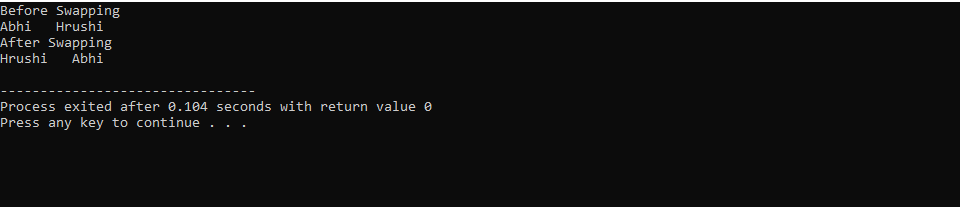 Before Swapping
Abhi   Hrushi
After Swapping
Hrushi   Abhi
--------------------------------
Process exited after 0.104 seconds with return value 0
Press any key to continue . . .